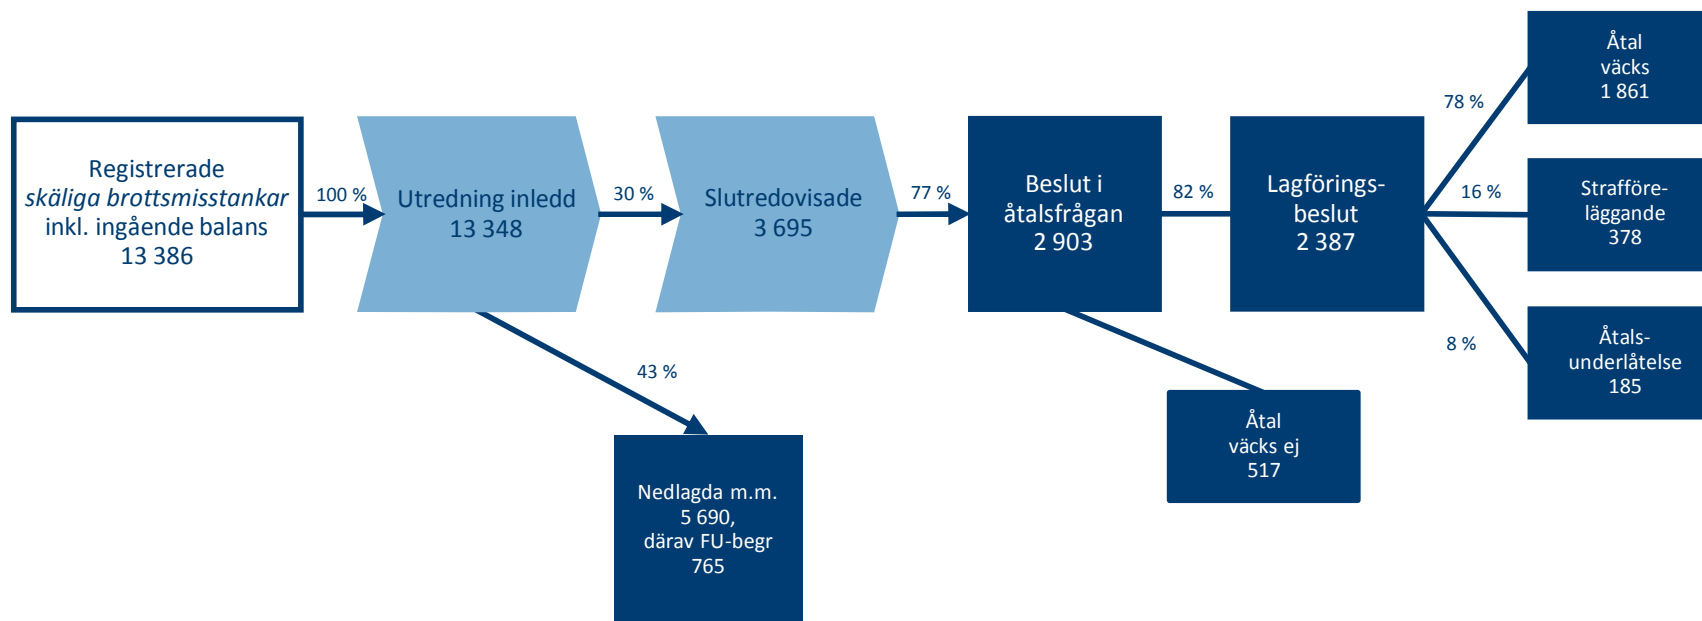 Registrerade
skäliga brottsmisstankar
inkl. ingående balans
13 386
100 %
Utredning inledd
13 348
30 %
Slutredovisade
3 695
77 %
Beslut i
åtalsfrågan
2 903
82 %
Lagförings-
beslut
2 387
78 %
Åtal
väcks
1 861
16 %
Strafföre-
läggande
378
8 %
Åtals-
underlåtelse
185
43 %
Nedlagda m.m.
5 690,
därav FU-begr
765
Åtal
väcks ej
517